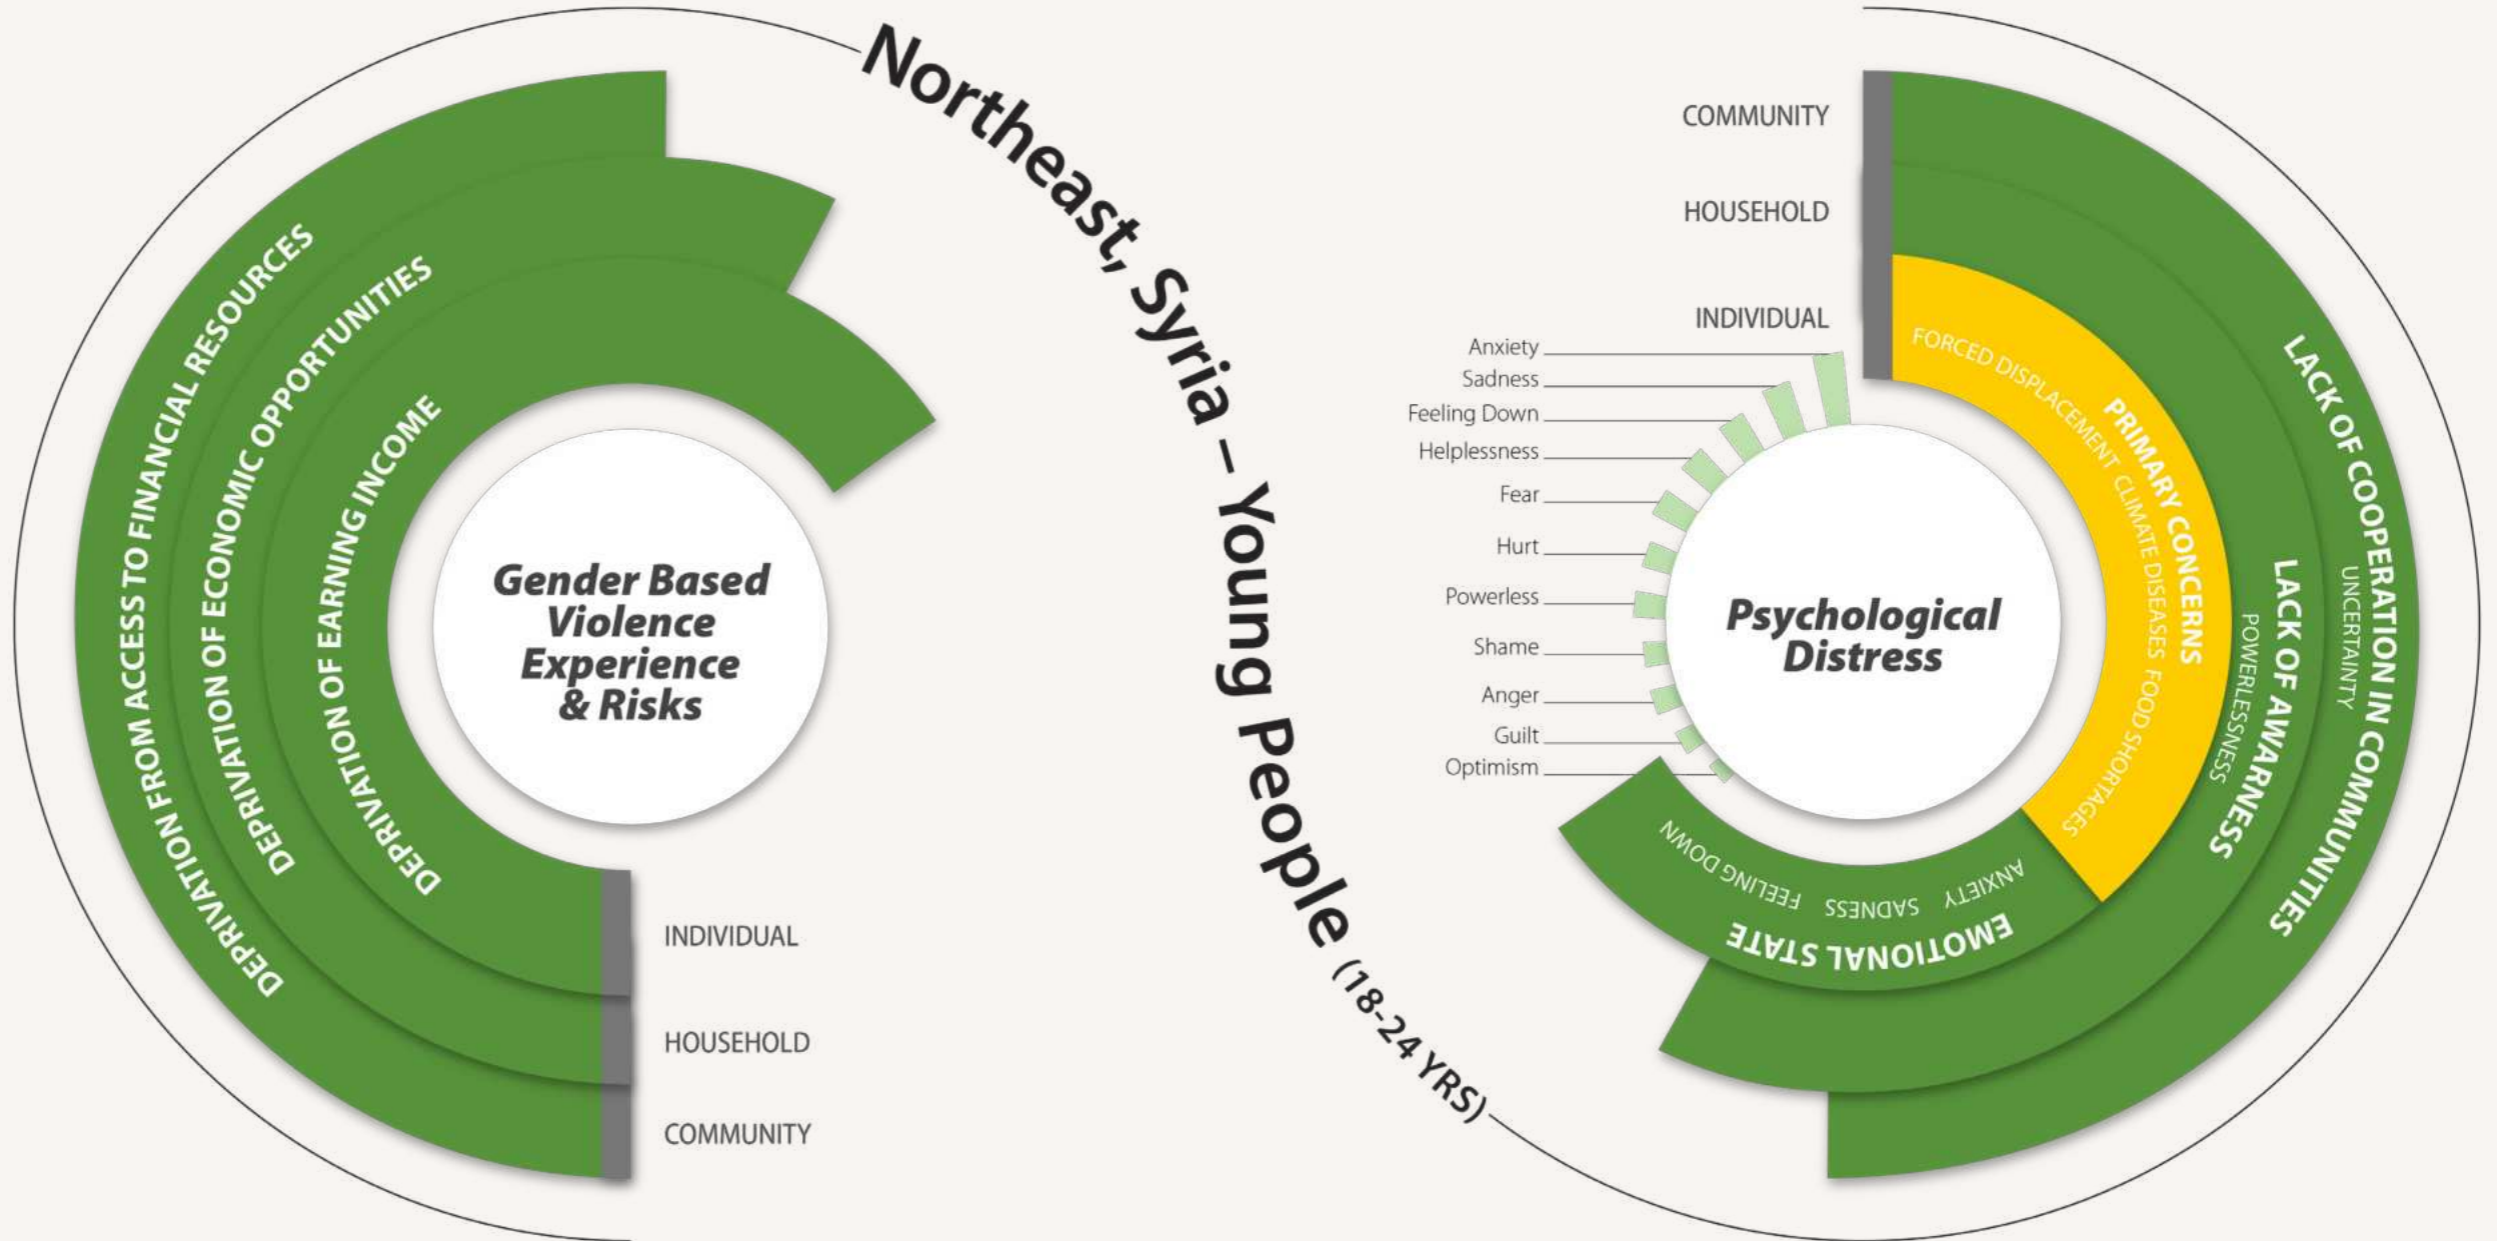 Northeast, Syria – Young People (18-24 YRS)
DEPRIVATION FROM ACCESS TO FINANCIAL RESOURCES
DEPRIVATION OF ECONOMIC OPPORTUNITIES
DEPRIVATION OF EARNING INCOME
Gender Based
Violence
Experience
& Risks
INDIVIDUAL
HOUSEHOLD
COMMUNITY
COMMUNITY
HOUSEHOLD
INDIVIDUAL
Anxiety
Sadness
Feeling Down
Helplessness
Fear
Hurt
Powerless
Shame
Anger
Guilt
Optimism
Psychological
Distress
LACK OF COOPERATION IN COMMUNITIES
UNCERTAINTY
LACK OF AWARNESS
POWERLESSNESS
PRIMARY CONCERNS
FORCED DISPLACEMENT CLIMATE DISEASES FOOD SHORTAGES
EMOTIONAL STATE
ANXIETY SADNESS FEELING DOWN